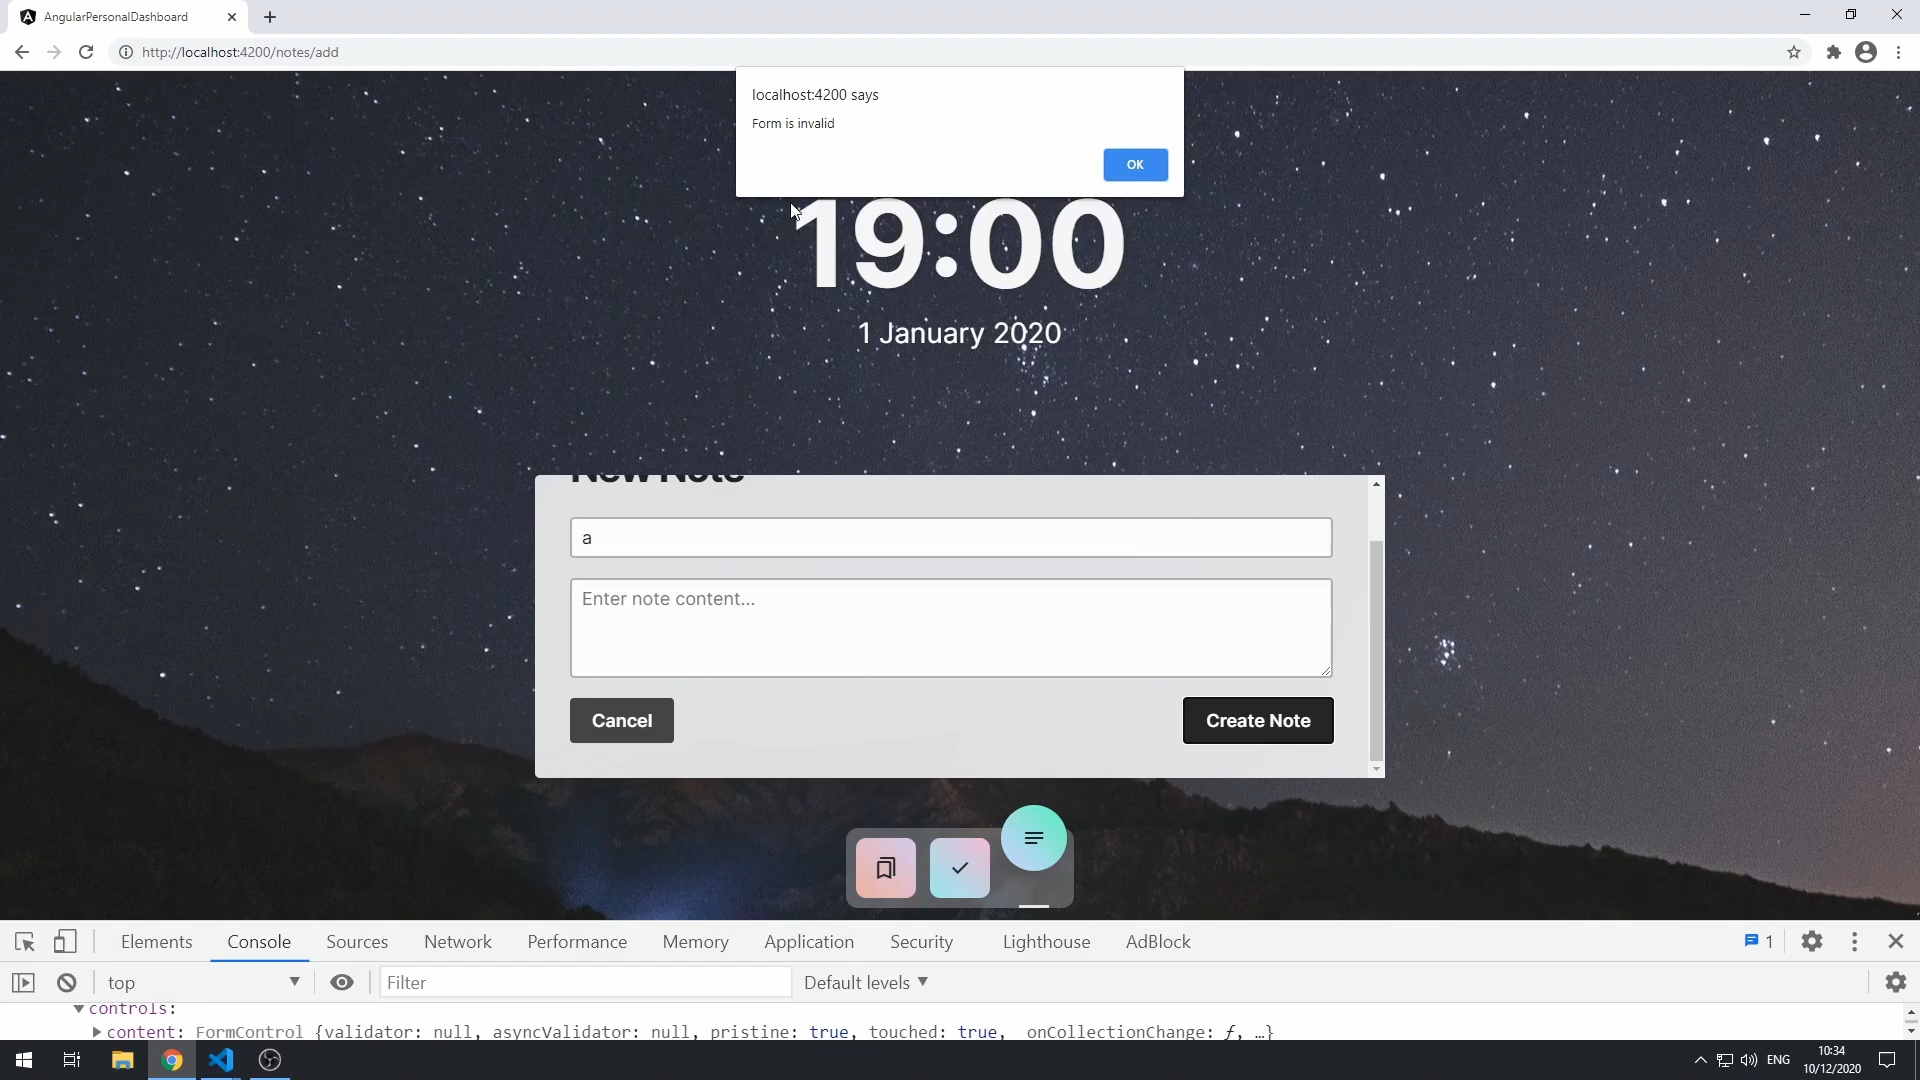 AngularPersonalDashboard
http://localhost:4200/notes/add
localhost:4200 says
Form is invalid
OK
19:00
1 January 2020
New Note
a
Enter note content...
Cancel
Create Note
Elements Console Sources Network Performance Memory Application Security Lighthouse AdBlock 1
top Filter Default levels
controls:
content: FormControl {validator: null, asyncValidator: null, pristine: true, touched: true, _onCollectionChange: ƒ, …}
ENG
10:34
10/12/2020